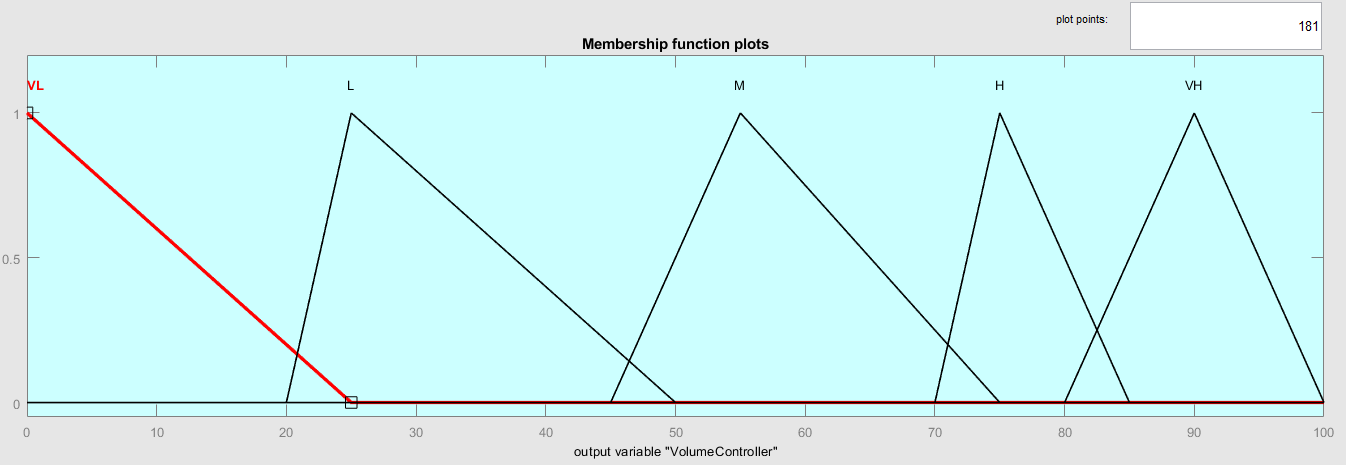 plot points: 181
Membership function plots
VL L M H VH
1
0.5
0
0 10 20 30 40 50 60 70 80 90 100
output variable "VolumeController"